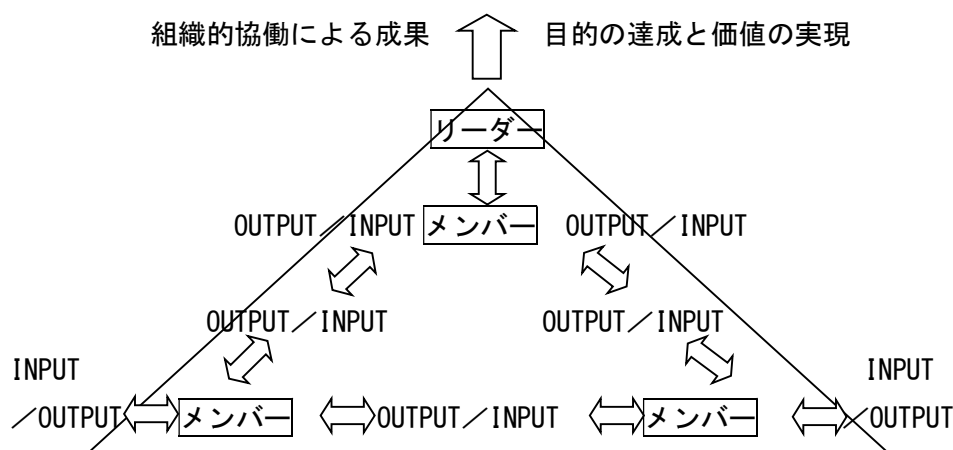 組織的協働による成果 目的の達成と価値の実現
リーダー
OUTPUT／INPUT メンバー OUTPUT／INPUT
OUTPUT／INPUT OUTPUT／INPUT
INPUT INPUT
／OUTPUT メンバー OUTPUT／INPUT メンバー ／OUTPUT